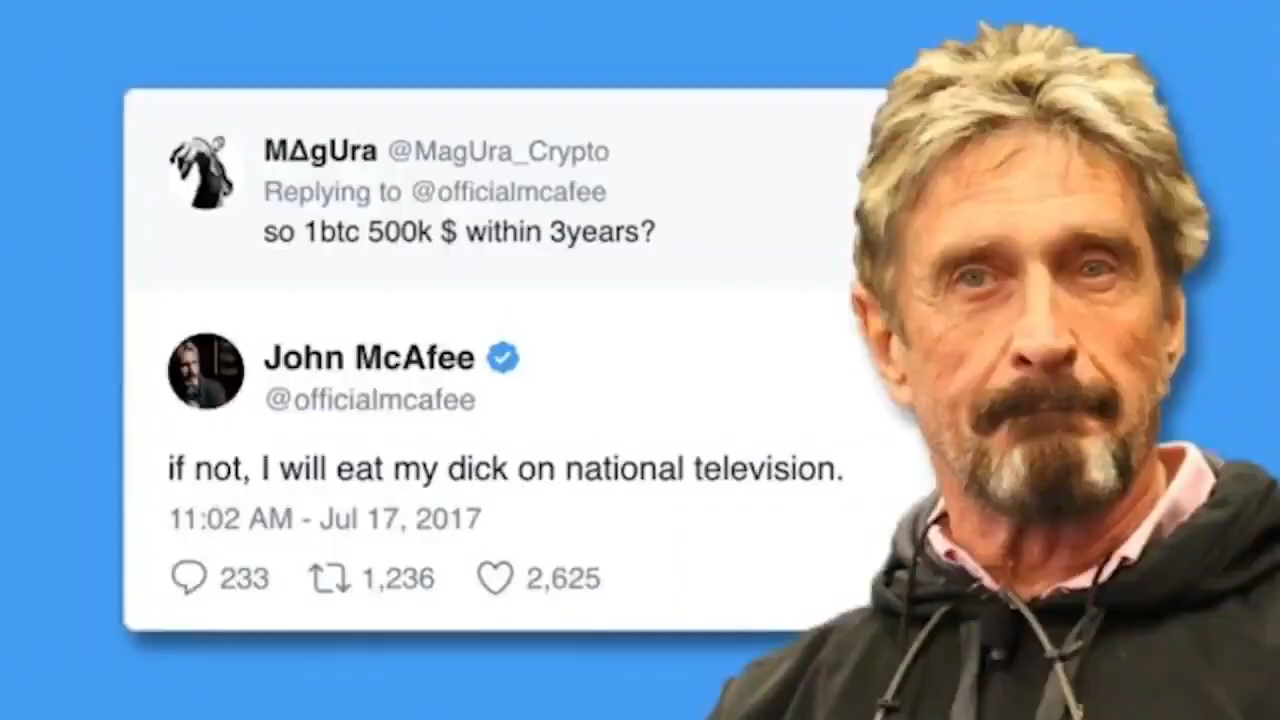 MΔgUra @MagUra_Crypto
Replying to @officialmcafee
so 1btc 500k $ within 3years?
John McAfee
@officialmcafee
if not, I will eat my dick on national television.
11:02 AM - Jul 17, 2017
233 1,236 2,625